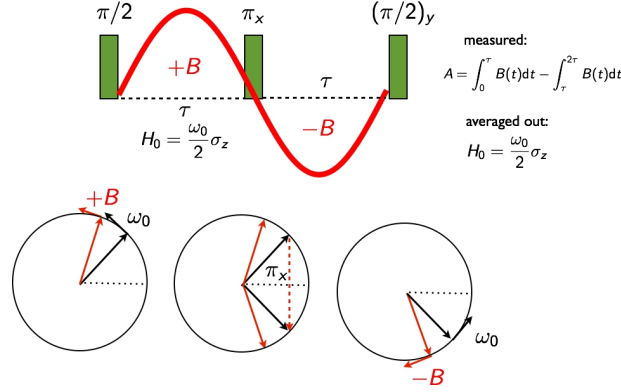 π/2
π_x
(π/2)_y
+B
τ
τ
−B
H_0 = ω_0/2 σ_z
measured:
A = ∫_0^τ B(t)dt − ∫_τ^{2τ} B(t)dt
averaged out:
H_0 = ω_0/2 σ_z
+B
ω_0
π_x
ω_0
−B